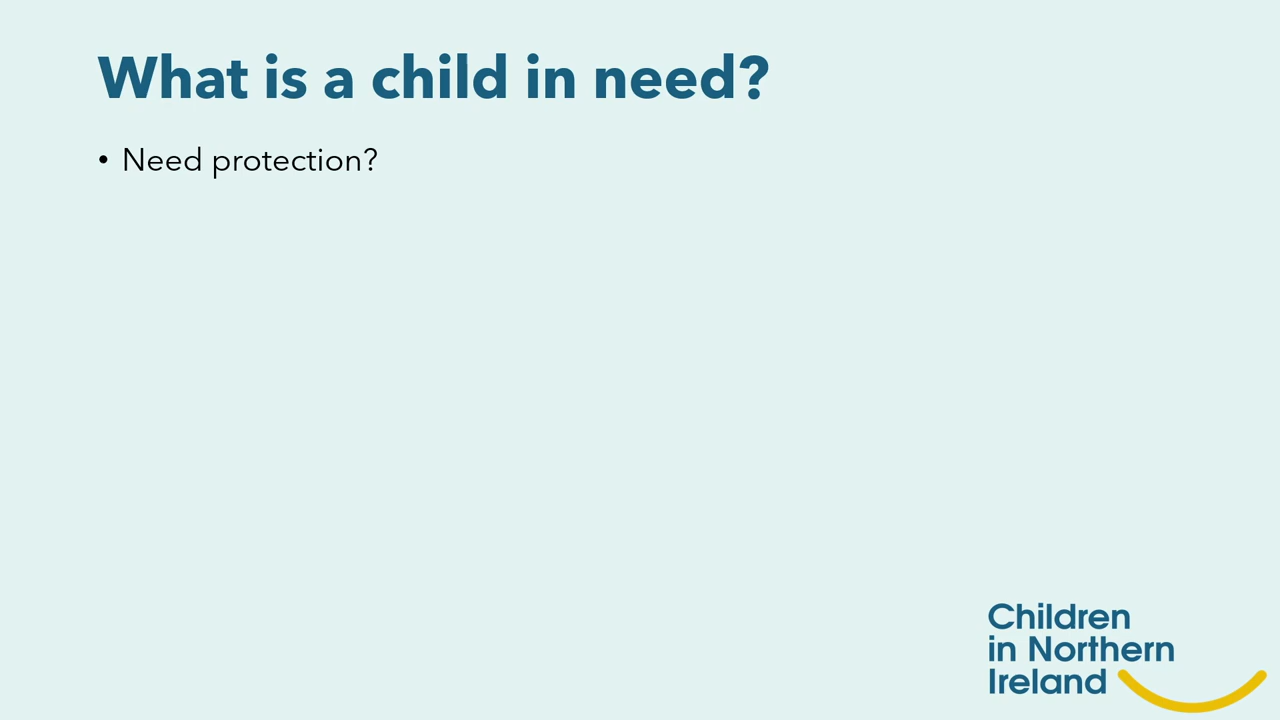 What is a child in need?
• Need protection?
Children
in Northern
Ireland